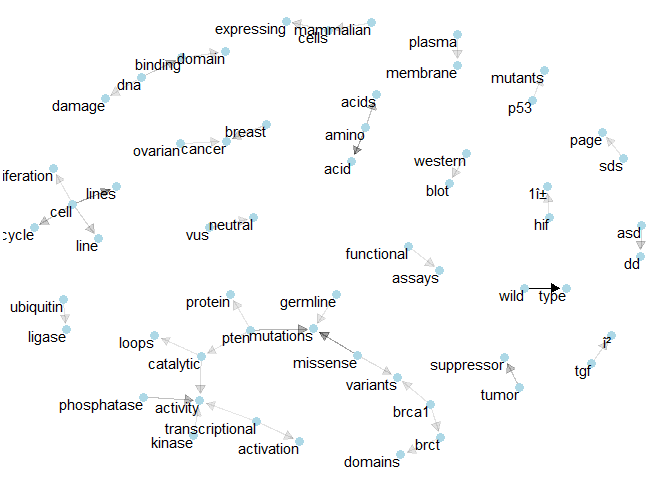 expressing
mammalian
cells
plasma
binding
domain
membrane
mutants
dna
damage
acids
p53
breast
amino
page
ovarian
cancer
acid
western
sds
iferation
blot
lines
1î±
cell
cycle
line
vus
neutral
hif
asd
functional
dd
assays
ubiquitin
protein
germline
wild
type
ligase
loops
pten
mutations
î²
catalytic
missense
suppressor
tgf
variants
tumor
phosphatase
activity
brca1
transcriptional
kinase
activation
brct
domains